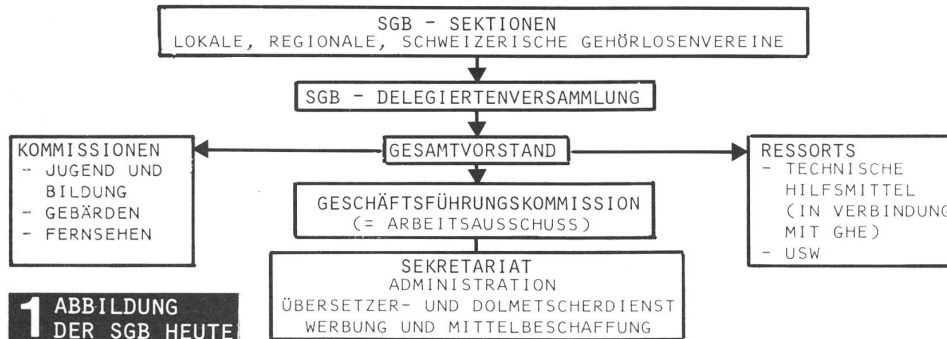 SGB - SEKTIONEN
LOKALE, REGIONALE, SCHWEIZERISCHE GEHÖRLOSENVEREINE
SGB - DELEGIERTENVERSAMMLUNG
GESAMTVORSTAND
KOMMISSIONEN
- JUGEND UND
BILDUNG
- GEBÄRDEN
- FERNSEHEN
RESSORTS
- TECHNISCHE
HILFSMITTEL
(IN VERBINDUNG
MIT GHE)
- USW
GESCHÄFTSFÜHRUNGSKOMMISSION
(= ARBEITSAUSSCHUSS)
SEKRETARIAT
ADMINISTRATION
ÜBERSETZER- UND DOLMETSCHERDIENST
WERBUNG UND MITTELBESCHAFFUNG
1 ABBILDUNG
DER SGB HEUTE